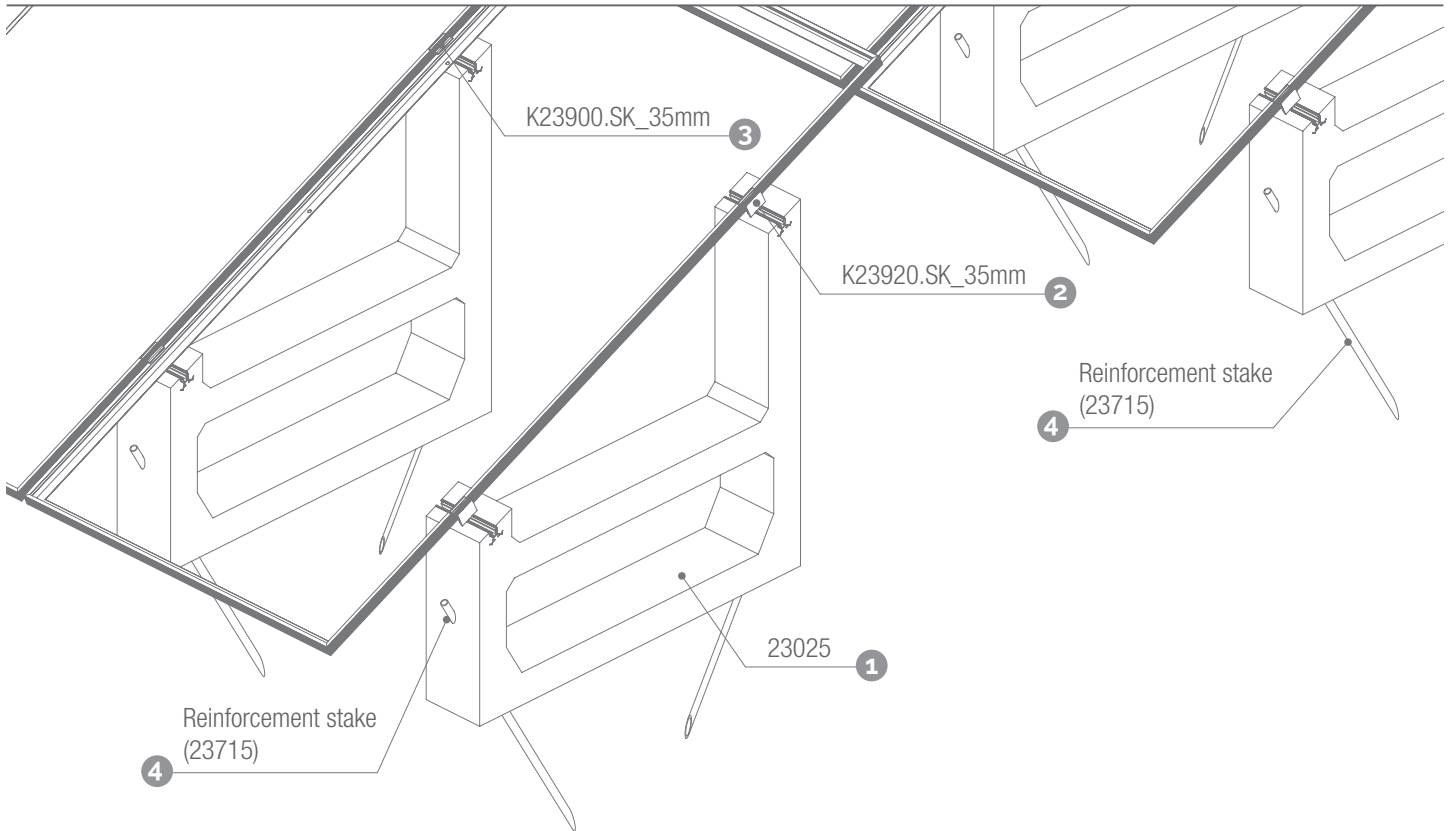 K23900.SK_35mm 3
K23920.SK_35mm 2
Reinforcement stake
(23715)
4
23025 1
Reinforcement stake
(23715)
4